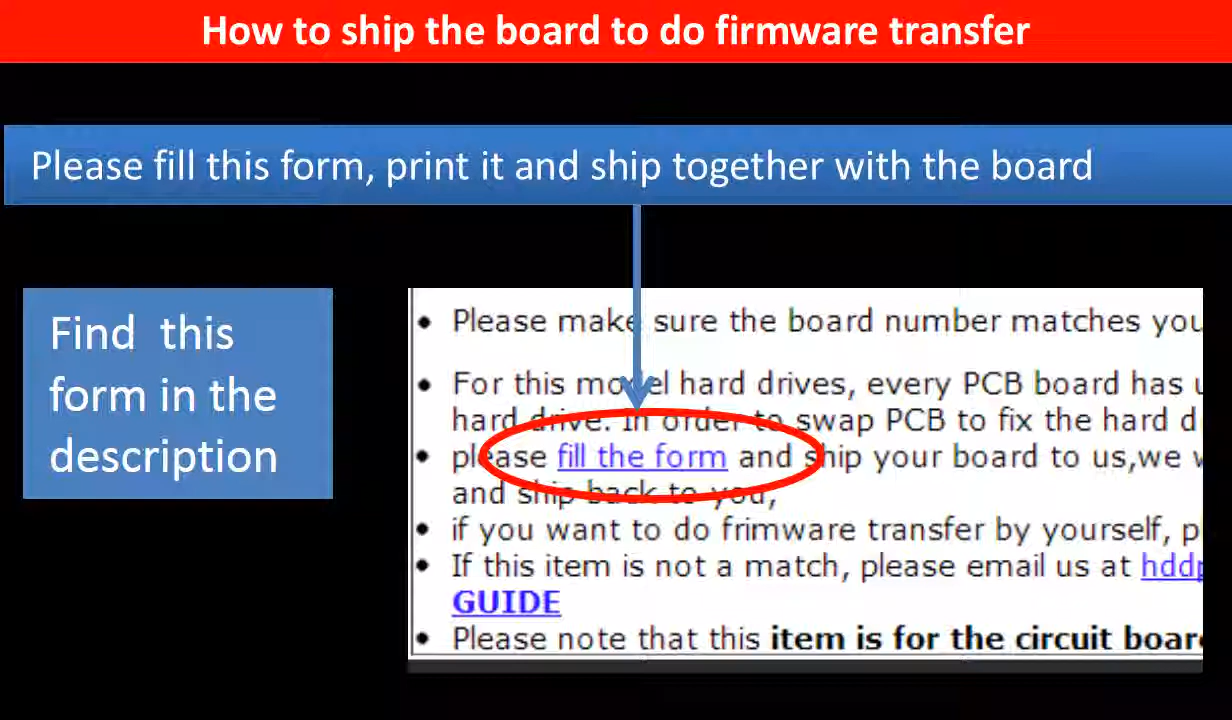 How to ship the board to do firmware transfer
Please fill this form, print it and ship together with the board
Find this
form in the
description
Please make sure the board number matches you
For this model hard drives, every PCB board has
hard drive. In order to swap PCB to fix the hard
please fill the form and ship your board to us,we
and ship back to you,
if you want to do frimware transfer by yourself,
If this item is not a match, please email us at
GUIDE
Please note that this item is for the circuit